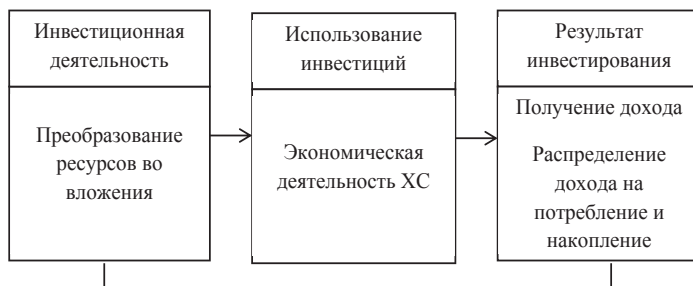 Инвестиционная
деятельность
Преобразование
ресурсов во
вложения
Использование
инвестиций
Экономическая
деятельность ХС
Результат
инвестирования
Получение дохода
Распределение
дохода на
потребление и
накопление